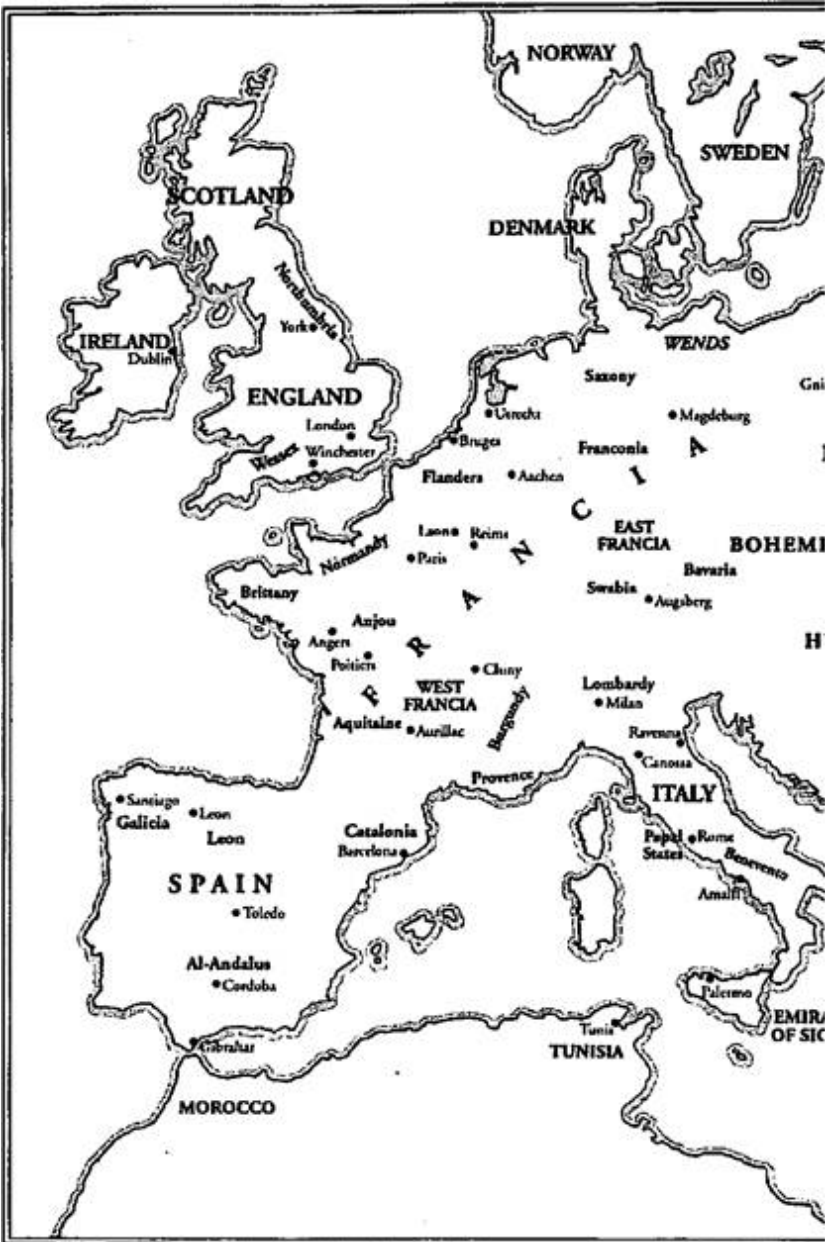 NORWAY
SWEDEN
SCOTLAND
DENMARK
Northumbria
York
IRELAND
Dublin
WENDS
Saxony
ENGLAND
Utrecht
Magdeburg
London
Bruges
Franconia
Wessex
Winchester
Flanders
Aachen
FRANCIA
Laon
Reims
EAST
FRANCIA
Normandy
Paris
BOHEMI
Bavaria
Brittany
Swabia
Augsberg
Anjou
Angers
Poitiers
Cluny
WEST
FRANCIA
Burgundy
Lombardy
Milan
Aquitaine
Aurillac
Ravenna
Canossa
Provence
ITALY
Santiago
Galicia
Leon
Leon
Catalonia
Barcelona
Papal
States
Rome
Benevento
SPAIN
Amalfi
Toledo
Al-Andalus
Cordoba
Palermo
EMIRA
OF SIC
Gibraltar
Tunis
TUNISIA
MOROCCO